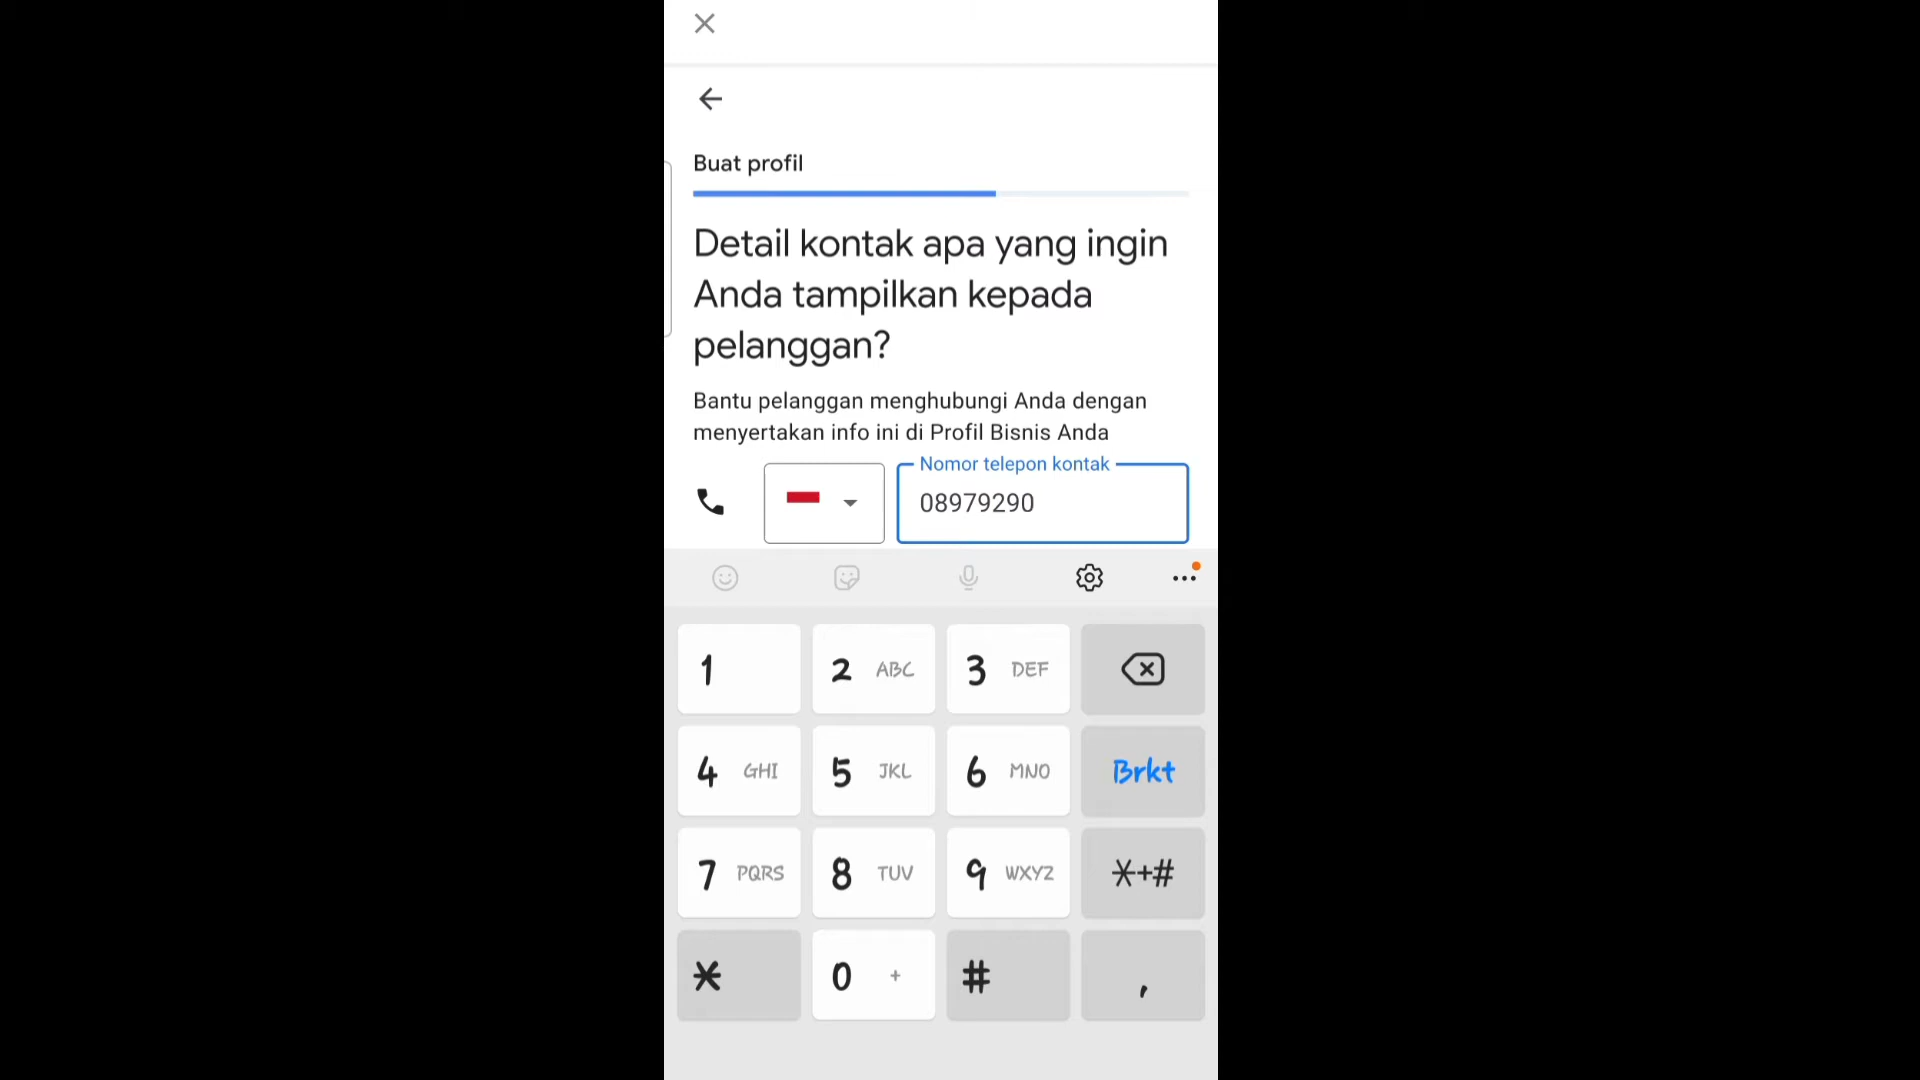 Buat profil
Detail kontak apa yang ingin
Anda tampilkan kepada
pelanggan?
Bantu pelanggan menghubungi Anda dengan
menyertakan info ini di Profil Bisnis Anda
Nomor telepon kontak
08979290
1 2 ABC 3 DEF
4 GHI 5 JKL 6 MNO Brkt
7 PQRS 8 TUV 9 WXYZ *+#
* 0 + # ,